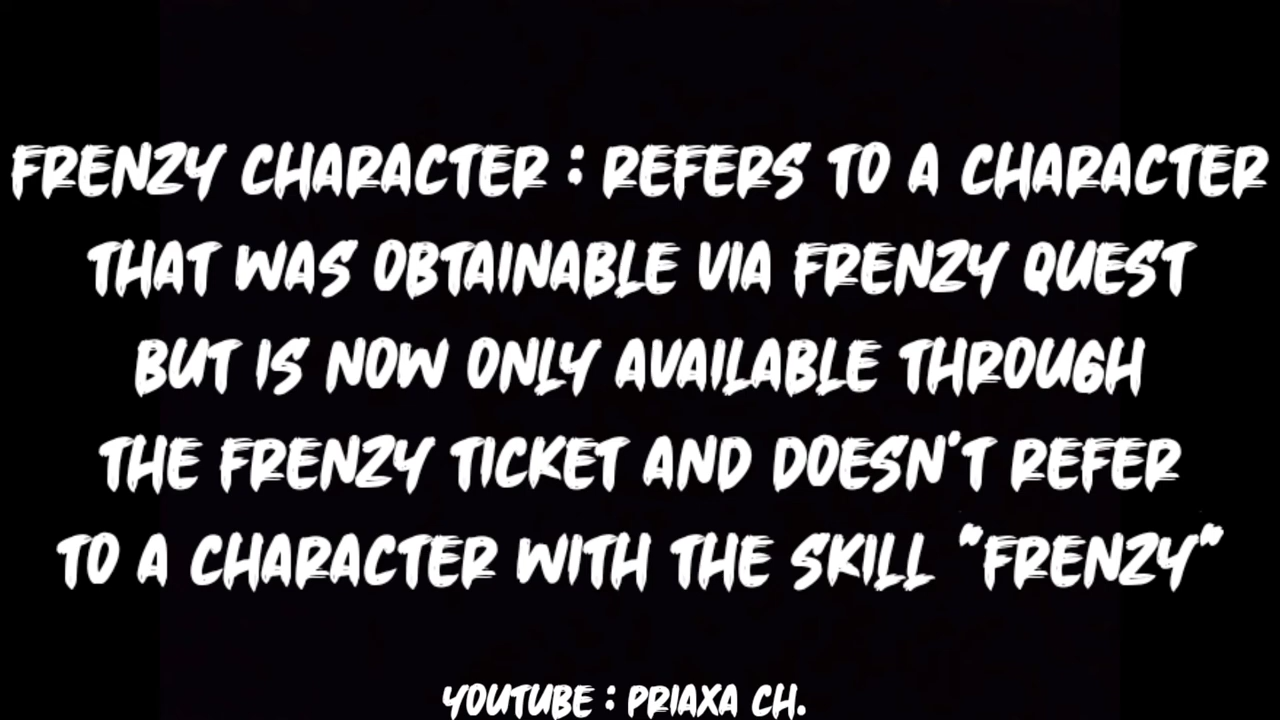 FRENZY CHARACTER : REFERS TO A CHARACTER
THAT WAS OBTAINABLE VIA FRENZY QUEST
BUT IS NOW ONLY AVAILABLE THROUGH
THE FRENZY TICKET AND DOESN'T REFER
TO A CHARACTER WITH THE SKILL "FRENZY"
YOUTUBE : PRIAXA CH.